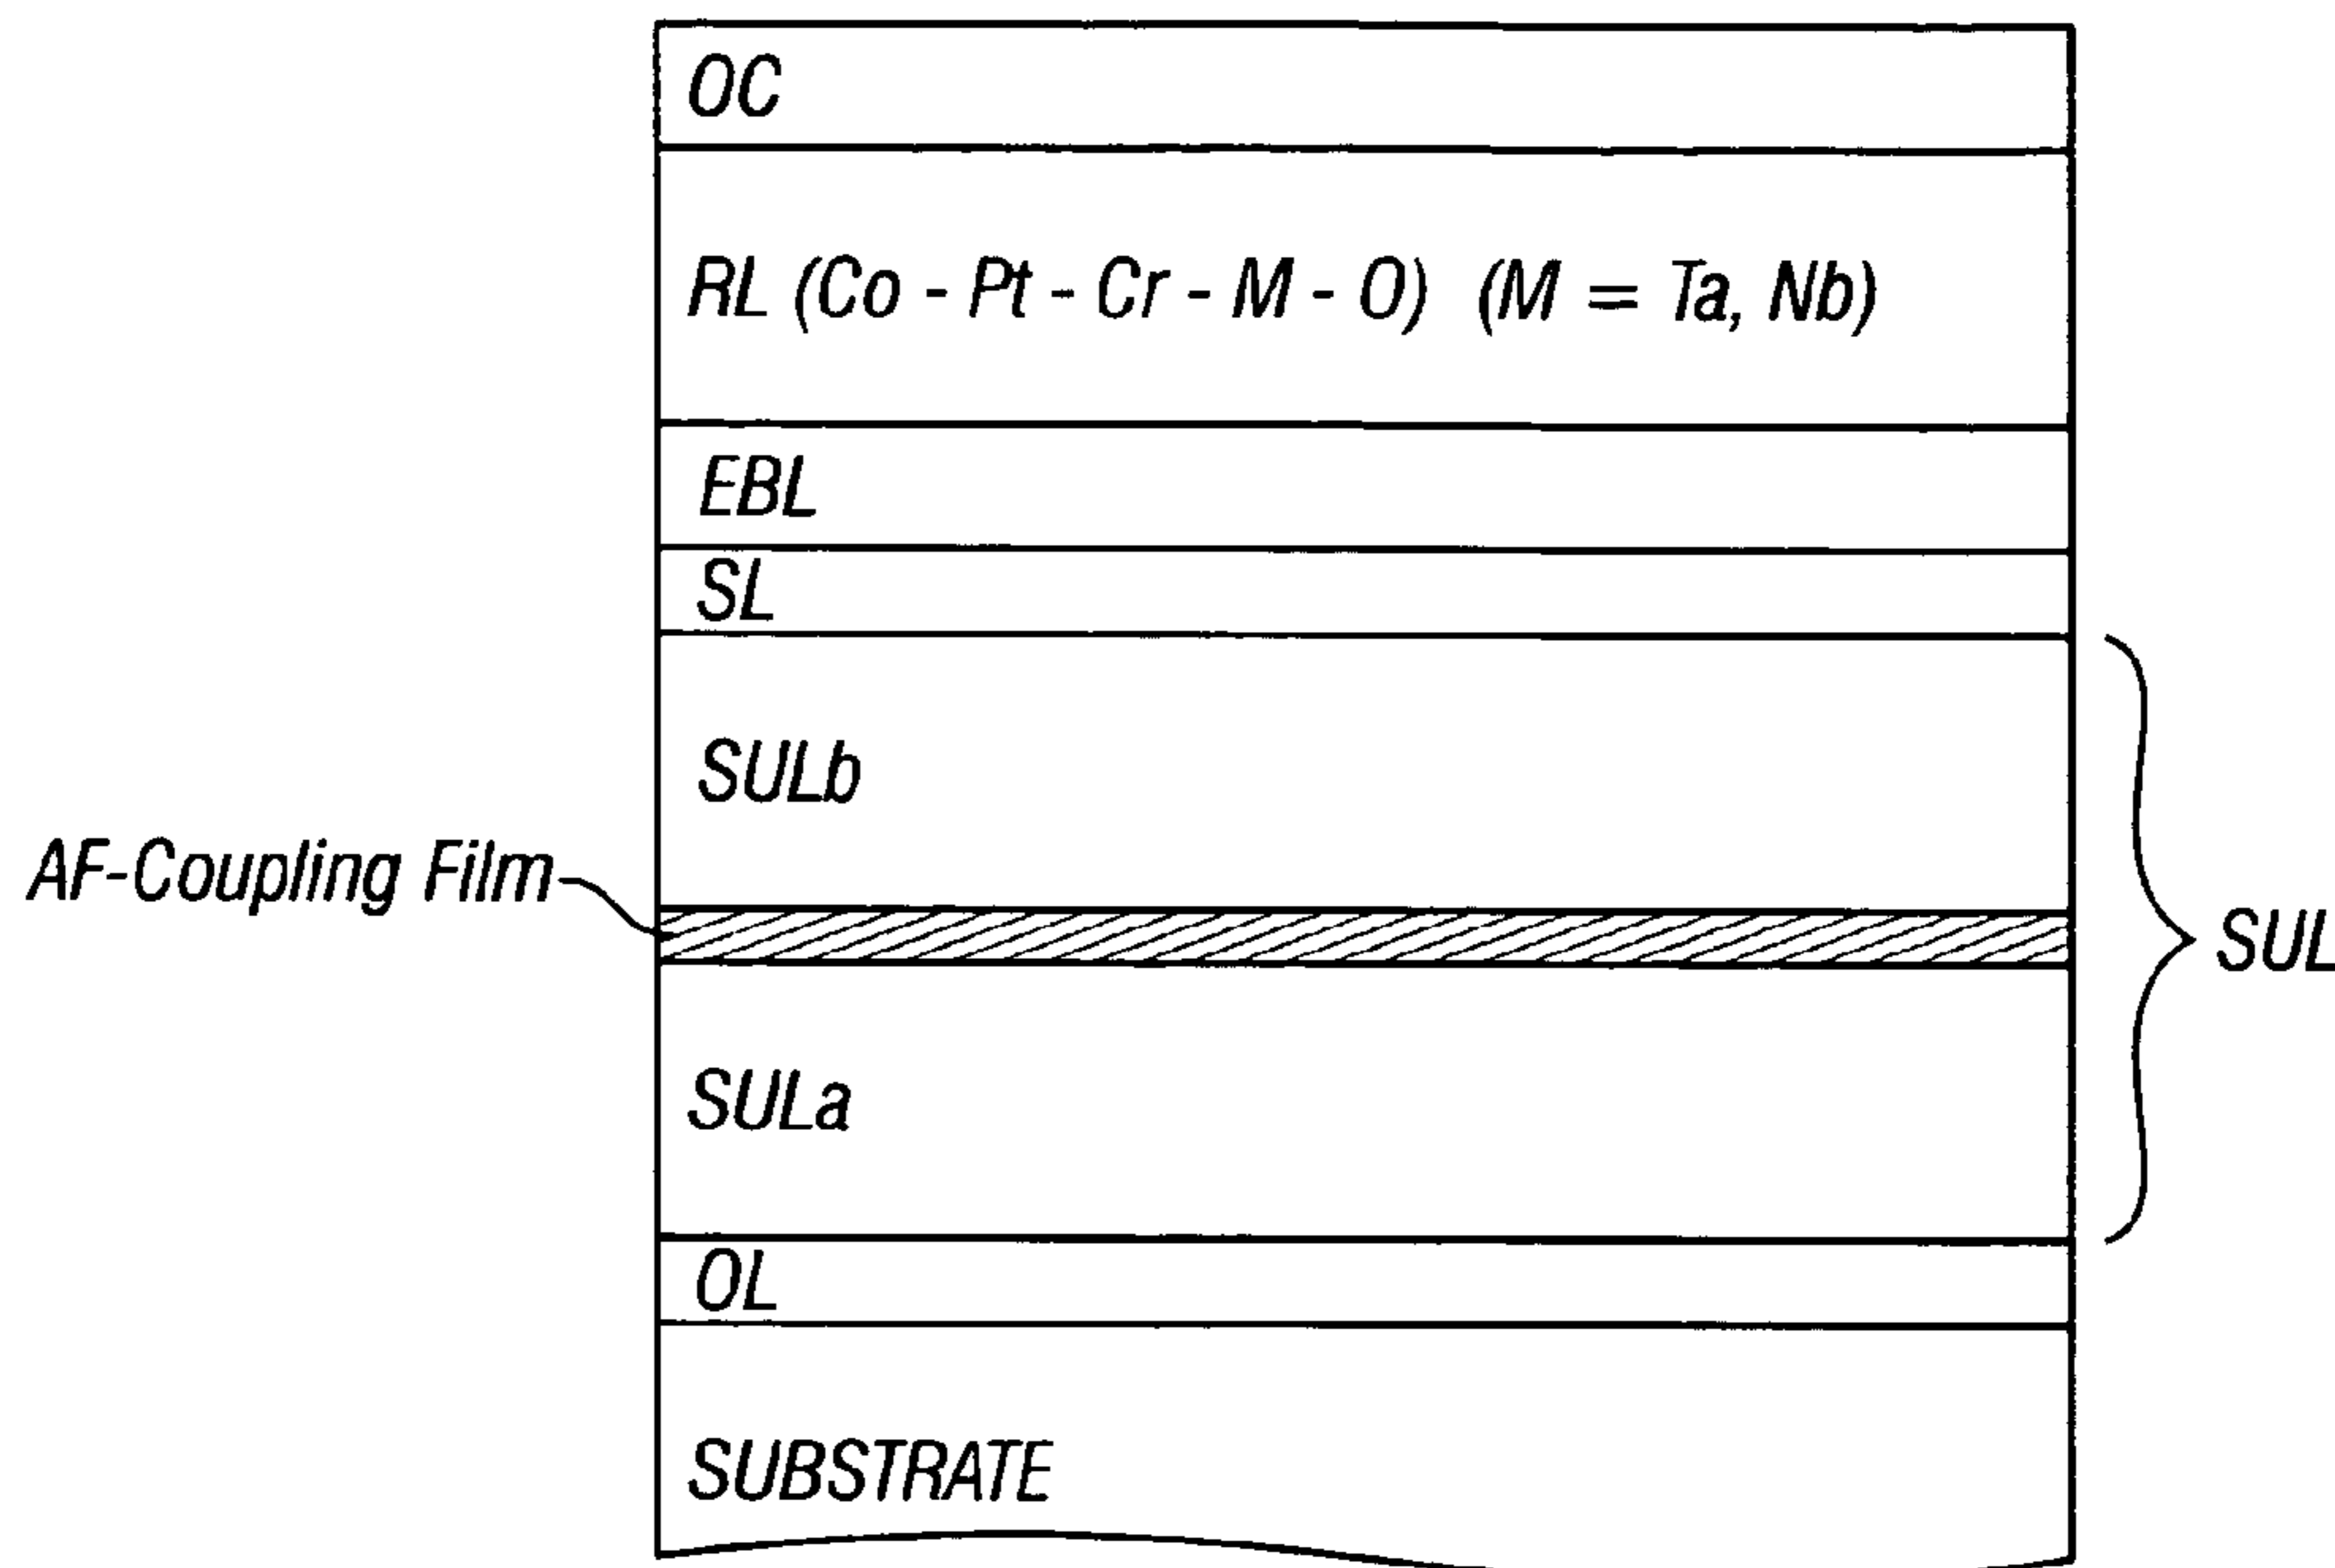 OC
RL (Co - Pt - Cr - M - O) (M = Ta, Nb)
EBL
SL
SULb
AF-Coupling Film
SUL
SULa
OL
SUBSTRATE